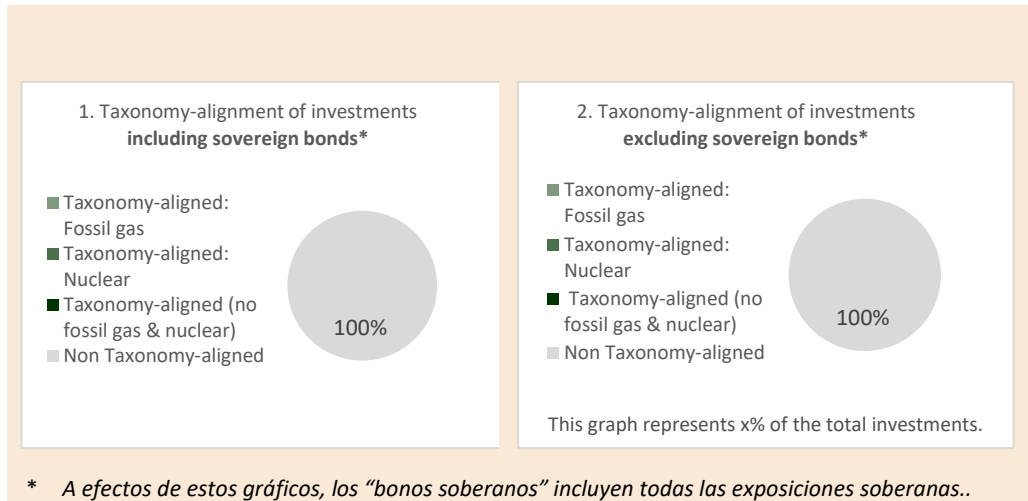 1. Taxonomy-alignment of investments
including sovereign bonds*
Taxonomy-aligned:
Fossil gas
Taxonomy-aligned:
Nuclear
Taxonomy-aligned (no
fossil gas & nuclear)
Non Taxonomy-aligned
100%
2. Taxonomy-alignment of investments
excluding sovereign bonds*
Taxonomy-aligned:
Fossil gas
Taxonomy-aligned:
Nuclear
Taxonomy-aligned (no
fossil gas & nuclear)
Non Taxonomy-aligned
100%
This graph represents x% of the total investments.
* A efectos de estos gráficos, los “bonos soberanos” incluyen todas las exposiciones soberanas..